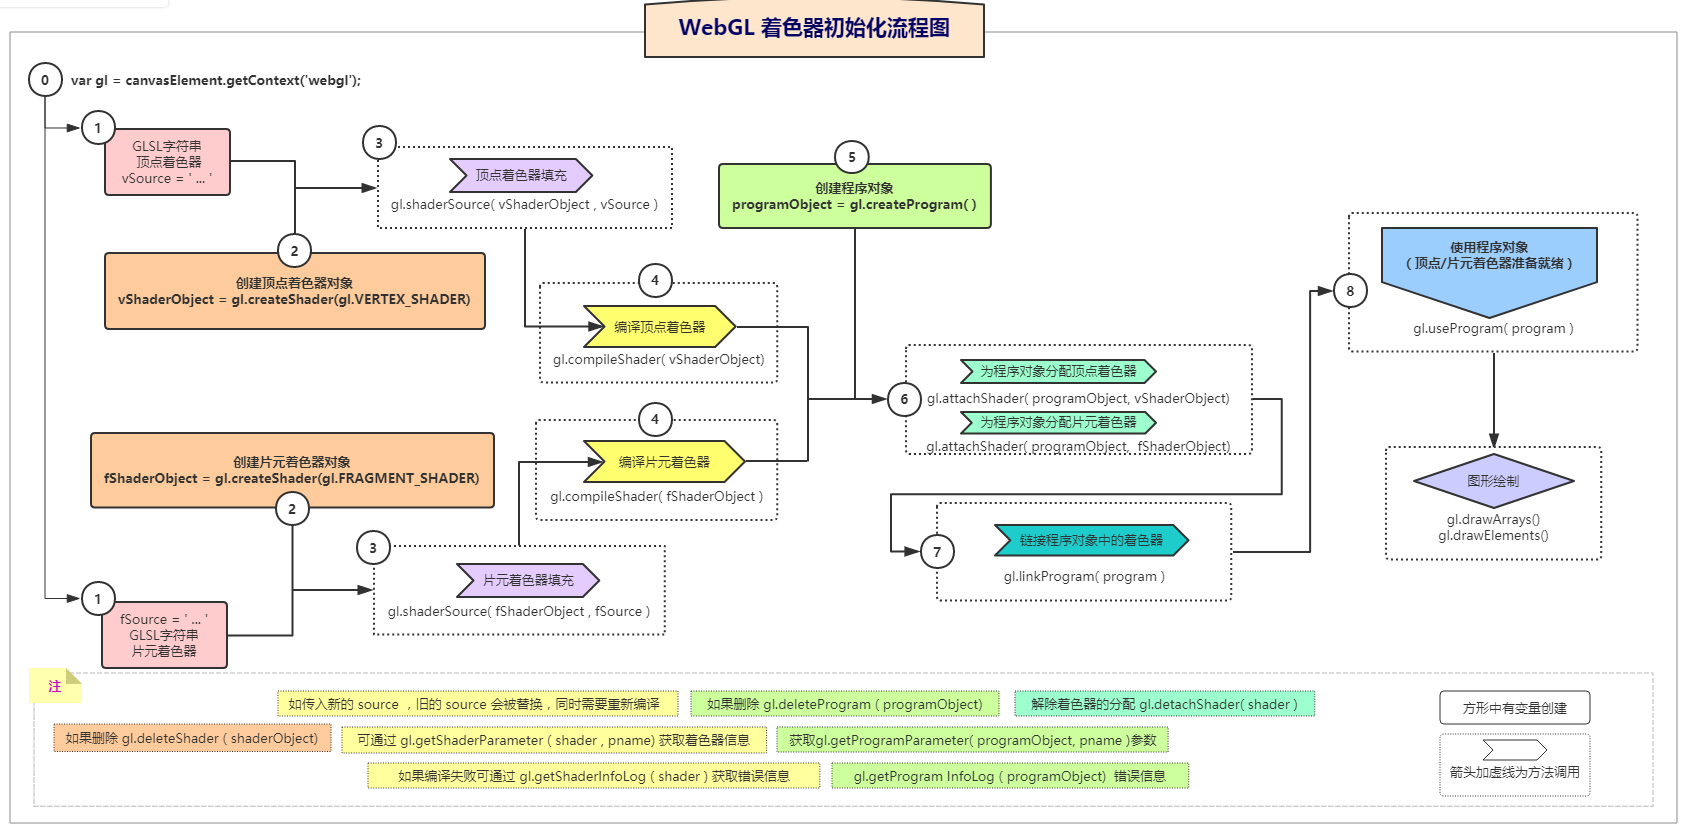 WebGL 着色器初始化流程图
0
var gl = canvasElement.getContext('webgl');
1
GLSL字符串
顶点着色器
vSource = ' ... '
2
创建顶点着色器对象
vShaderObject = gl.createShader(gl.VERTEX_SHADER)
3
顶点着色器填充
gl.shaderSource( vShaderObject , vSource )
4
编译顶点着色器
gl.compileShader( vShaderObject)
5
创建程序对象
programObject = gl.createProgram( )
创建片元着色器对象
fShaderObject = gl.createShader(gl.FRAGMENT_SHADER)
2
1
fSource = ' ... '
GLSL字符串
片元着色器
3
片元着色器填充
gl.shaderSource( fShaderObject , fSource )
4
编译片元着色器
gl.compileShader( fShaderObject )
6
为程序对象分配顶点着色器
gl.attachShader( programObject, vShaderObject)
为程序对象分配片元着色器
gl.attachShader( programObject, fShaderObject)
7
链接程序对象中的着色器
gl.linkProgram( program )
8
使用程序对象
( 顶点/片元着色器准备就绪 )
gl.useProgram( program )
图形绘制
gl.drawArrays()
gl.drawElements()
注
如传入新的 source ，旧的 source 会被替换，同时需要重新编译
如果删除 gl.deleteProgram ( programObject)
解除着色器的分配 gl.detachShader( shader )
如果删除 gl.deleteShader ( shaderObject)
可通过 gl.getShaderParameter ( shader , pname) 获取着色器信息
获取gl.getProgramParameter( programObject, pname )参数
如果编译失败可通过 gl.getShaderInfoLog ( shader ) 获取错误信息
gl.getProgram InfoLog ( programObject) 错误信息
方形中有变量创建
箭头加虚线为方法调用